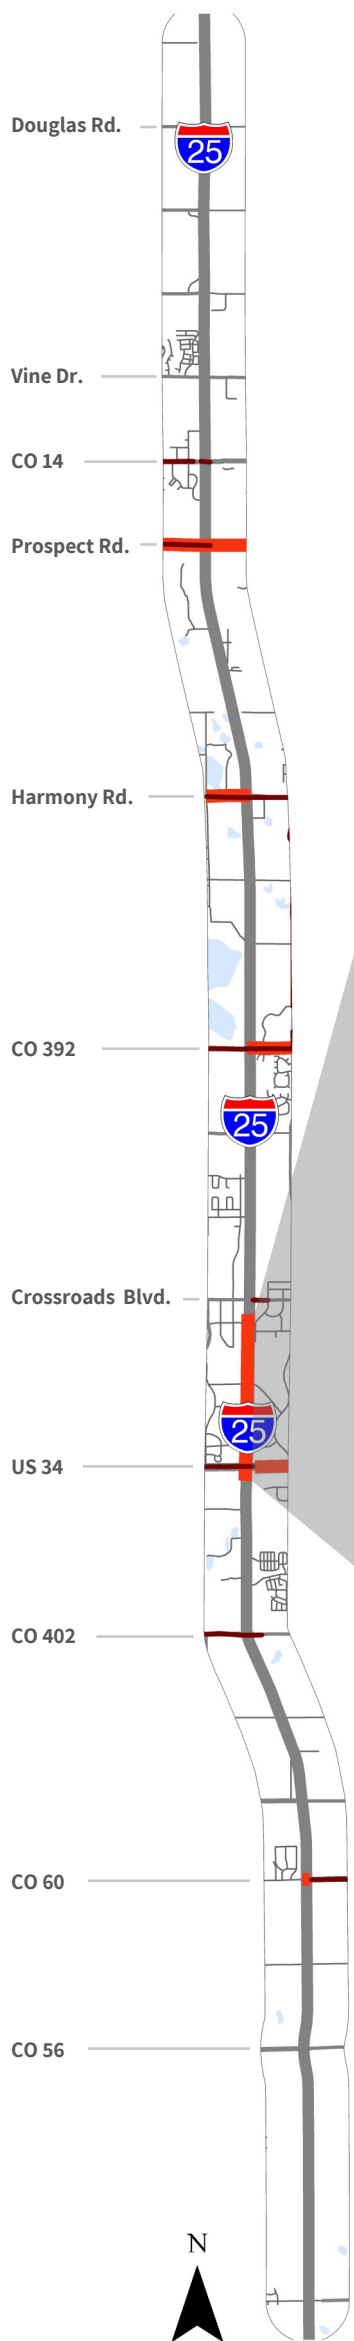 Douglas Rd.
25
Vine Dr.
CO 14
Prospect Rd.
Harmony Rd.
CO 392
25
Crossroads Blvd.
25
US 34
CO 402
CO 60
CO 56
N